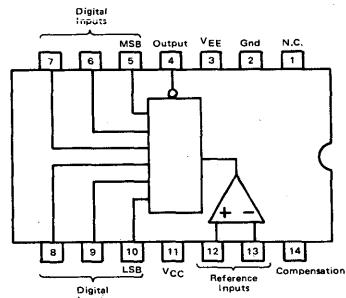 Digital
Inputs
MSB Output VEE Gnd N.C.
7 6 5 4 3 2 1
+ −
8 9 10 11 12 13 14
LSB VCC Reference Compensation
Digital Inputs